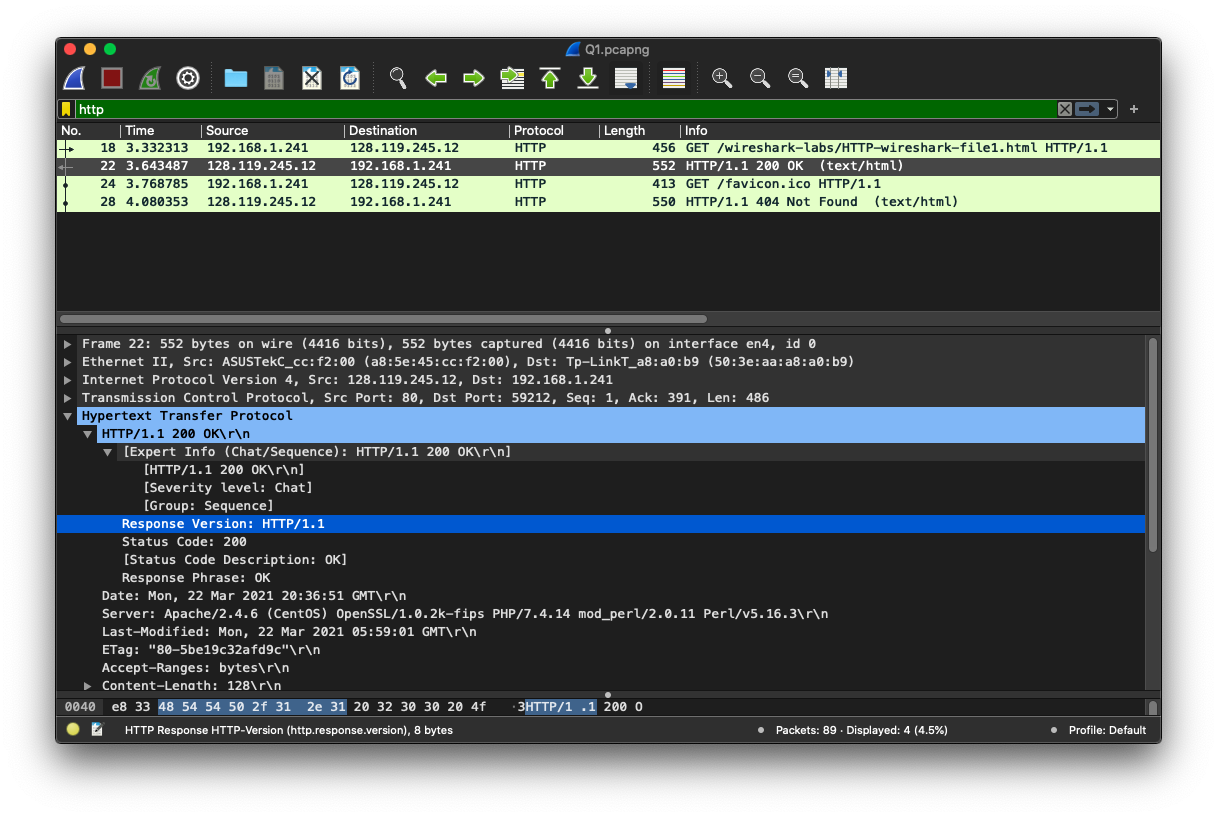 Q1.pcapng
http
No. Time Source Destination Protocol Length Info
18 3.332313 192.168.1.241 128.119.245.12 HTTP 456 GET /wireshark-labs/HTTP-wireshark-file1.html HTTP/1.1
22 3.643487 128.119.245.12 192.168.1.241 HTTP 552 HTTP/1.1 200 OK  (text/html)
24 3.768785 192.168.1.241 128.119.245.12 HTTP 413 GET /favicon.ico HTTP/1.1
28 4.080353 128.119.245.12 192.168.1.241 HTTP 550 HTTP/1.1 404 Not Found  (text/html)
Frame 22: 552 bytes on wire (4416 bits), 552 bytes captured (4416 bits) on interface en4, id 0
Ethernet II, Src: ASUSTekC_cc:f2:00 (a8:5e:45:cc:f2:00), Dst: Tp-LinkT_a8:a0:b9 (50:3e:aa:a8:a0:b9)
Internet Protocol Version 4, Src: 128.119.245.12, Dst: 192.168.1.241
Transmission Control Protocol, Src Port: 80, Dst Port: 59212, Seq: 1, Ack: 391, Len: 486
Hypertext Transfer Protocol
HTTP/1.1 200 OK\r\n
[Expert Info (Chat/Sequence): HTTP/1.1 200 OK\r\n]
[HTTP/1.1 200 OK\r\n]
[Severity level: Chat]
[Group: Sequence]
Response Version: HTTP/1.1
Status Code: 200
[Status Code Description: OK]
Response Phrase: OK
Date: Mon, 22 Mar 2021 20:36:51 GMT\r\n
Server: Apache/2.4.6 (CentOS) OpenSSL/1.0.2k-fips PHP/7.4.14 mod_perl/2.0.11 Perl/v5.16.3\r\n
Last-Modified: Mon, 22 Mar 2021 05:59:01 GMT\r\n
ETag: "80-5be19c32afd9c"\r\n
Accept-Ranges: bytes\r\n
Content-Length: 128\r\n
0040 e8 33 48 54 54 50 2f 31 2e 31 20 32 30 30 20 4f ·3HTTP/1 .1 200 O
HTTP Response HTTP-Version (http.response.version), 8 bytes Packets: 89 · Displayed: 4 (4.5%) Profile: Default